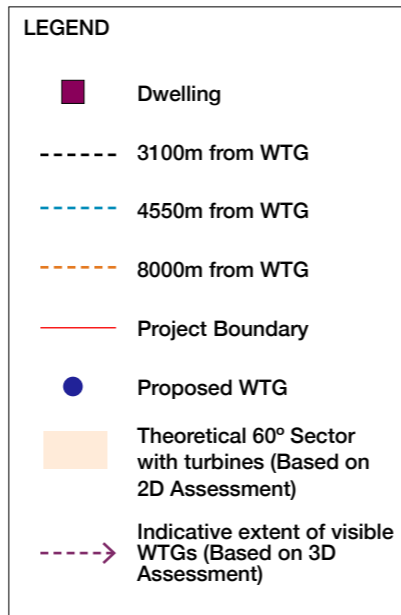 LEGEND
Dwelling
3100m from WTG
4550m from WTG
8000m from WTG
Project Boundary
Proposed WTG
Theoretical 60º Sector
with turbines (Based on
2D Assessment)
Indicative extent of visible
WTGs (Based on 3D
Assessment)